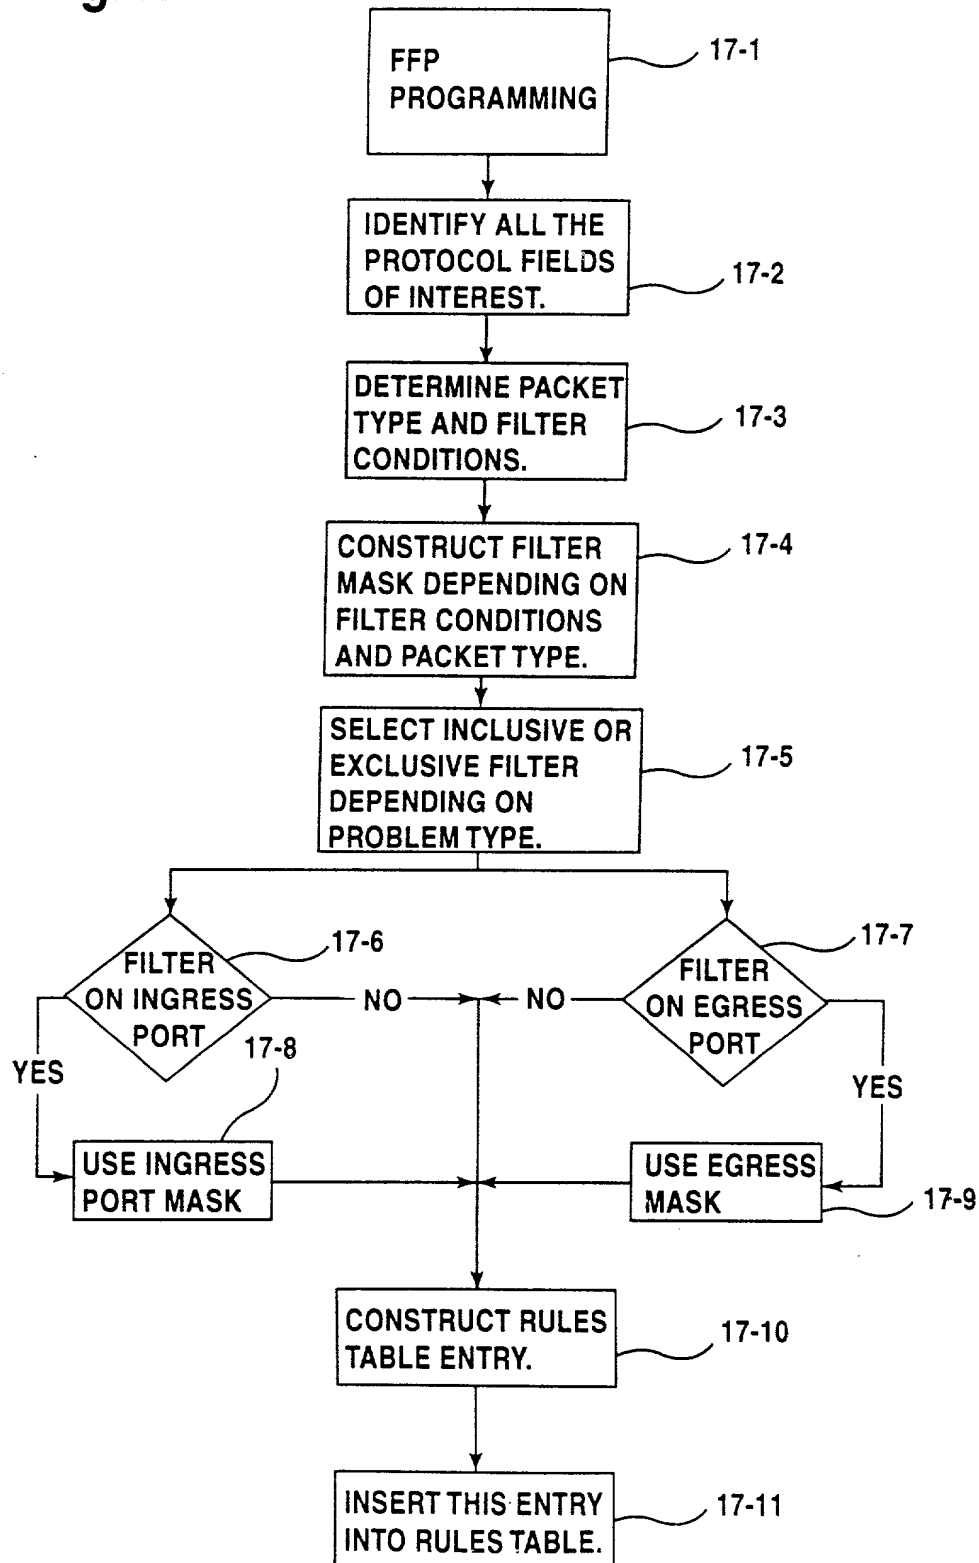 FFP
PROGRAMMING
17-1
IDENTIFY ALL THE
PROTOCOL FIELDS
OF INTEREST.
17-2
DETERMINE PACKET
TYPE AND FILTER
CONDITIONS.
17-3
CONSTRUCT FILTER
MASK DEPENDING ON
FILTER CONDITIONS
AND PACKET TYPE.
17-4
SELECT INCLUSIVE OR
EXCLUSIVE FILTER
DEPENDING ON
PROBLEM TYPE.
17-5
FILTER
ON INGRESS
PORT
17-6
NO
YES
NO
FILTER
ON EGRESS
PORT
17-7
YES
17-8
USE INGRESS
PORT MASK
USE EGRESS
MASK
17-9
CONSTRUCT RULES
TABLE ENTRY.
17-10
INSERT THIS ENTRY
INTO RULES TABLE.
17-11